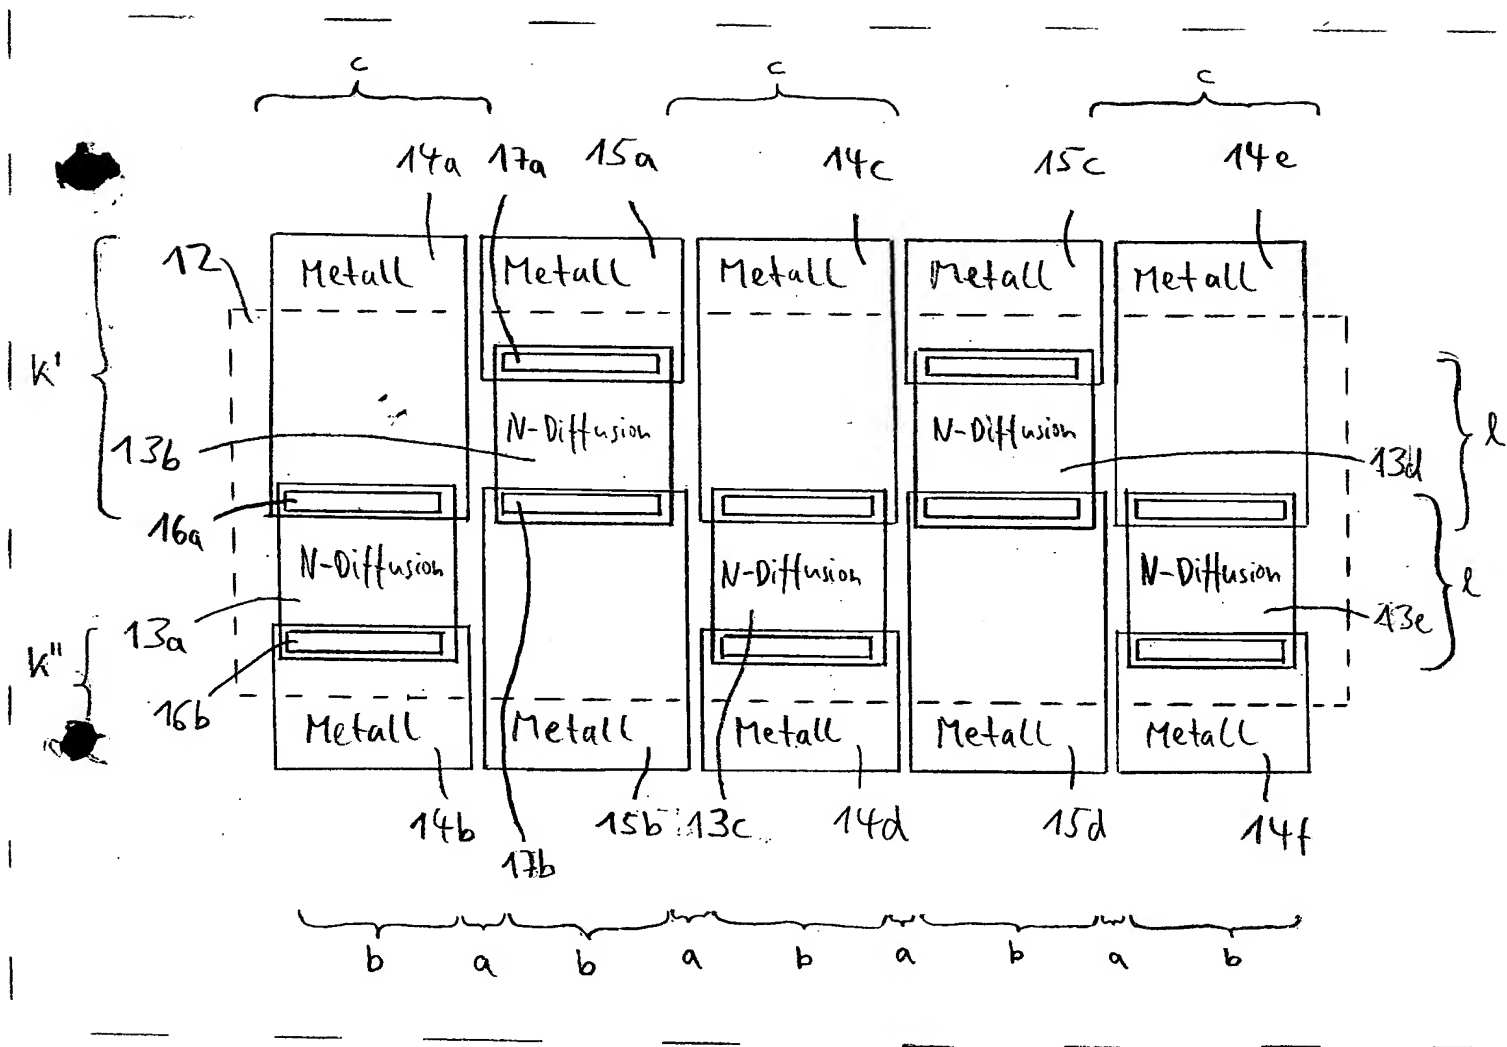 c c c
14a 17a 15a 14c 15c 14e
12 Metall Metall Metall Metall Metall
k' l
13b N-Diffusion N-Diffusion 13d
16a
N-Diffusion N-Diffusion N-Diffusion l
k" 13a 13e
16b Metall Metall Metall Metall Metall
14b 15b 13c 14d 15d 14f
17b
b a b a b a b a b